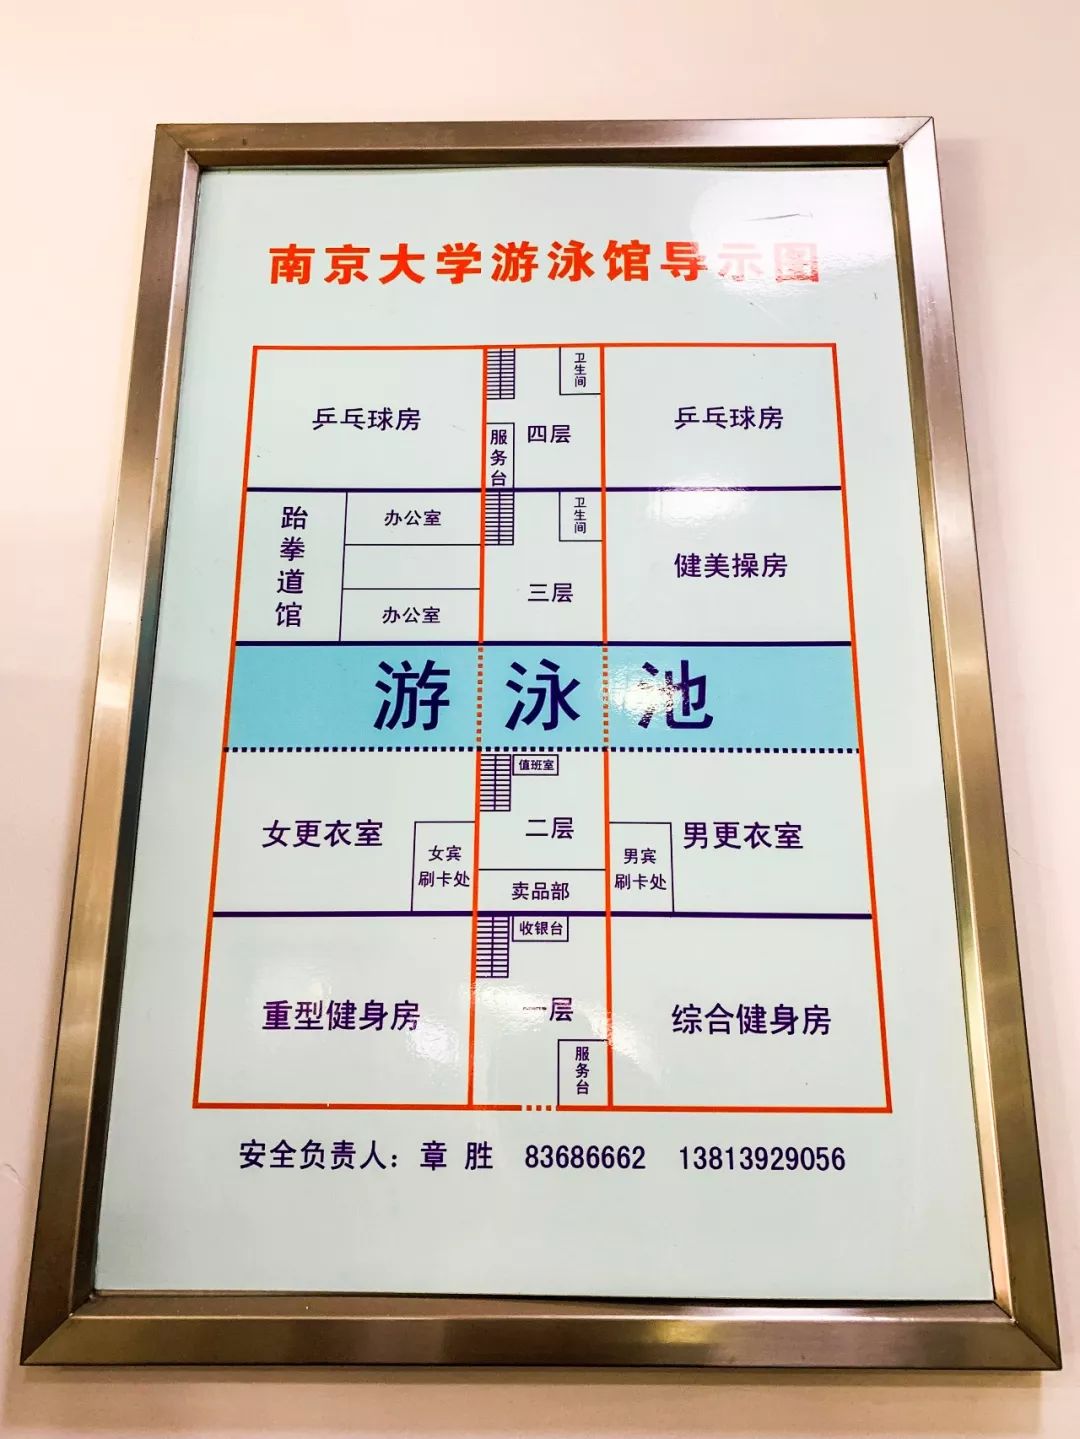 南京大学游泳馆导示图
卫生间
乒乓球房
服务台
四层
乒乓球房
跆拳道馆
办公室
卫生间
健美操房
三层
办公室
游泳池
值班室
女更衣室
二层
男更衣室
女宾
刷卡处
男宾
刷卡处
卖品部
收银台
重型健身房
一层
综合健身房
服务台
安全负责人：章 胜 83686662 13813929056